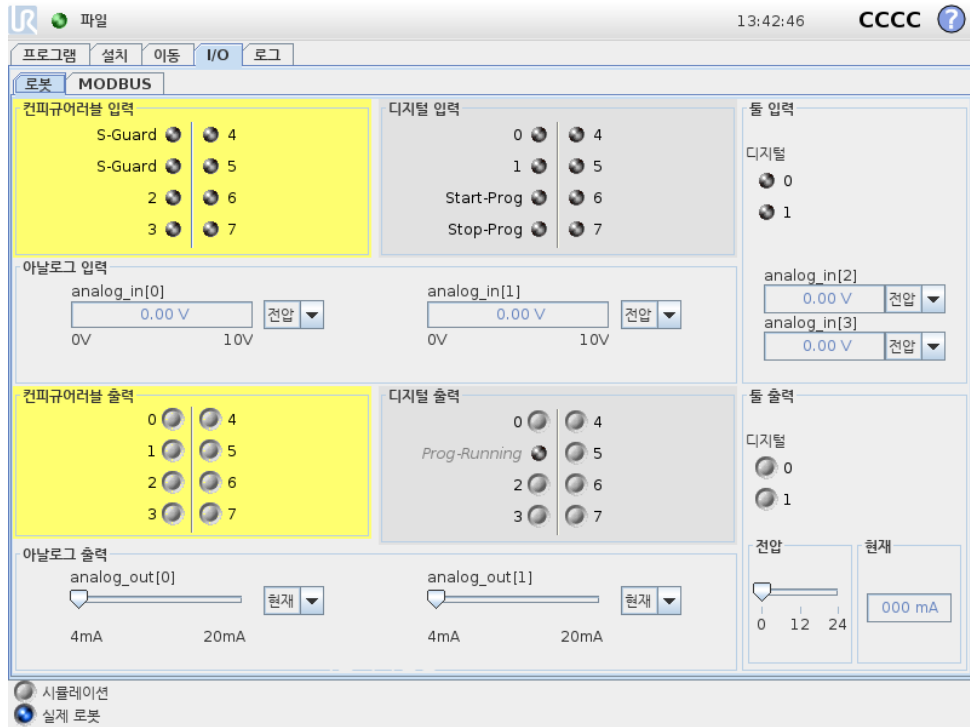 UR 파일 13:42:46 CCCC ?
프로그램 설치 이동 I/O 로그
로봇 MODBUS
컨피규어러블 입력
S-Guard 4
S-Guard 5
2 6
3 7
디지털 입력
0 4
1 5
Start-Prog 6
Stop-Prog 7
툴 입력
디지털
0
1
analog_in[2]
0.00 V 전압
analog_in[3]
0.00 V 전압
아날로그 입력
analog_in[0]
0.00 V 전압
0V 10V
analog_in[1]
0.00 V 전압
0V 10V
컨피규어러블 출력
0 4
1 5
2 6
3 7
디지털 출력
0 4
Prog-Running 5
2 6
3 7
툴 출력
디지털
0
1
전압
0 12 24
현재
000 mA
아날로그 출력
analog_out[0]
현재
4mA 20mA
analog_out[1]
현재
4mA 20mA
시뮬레이션
실제 로봇